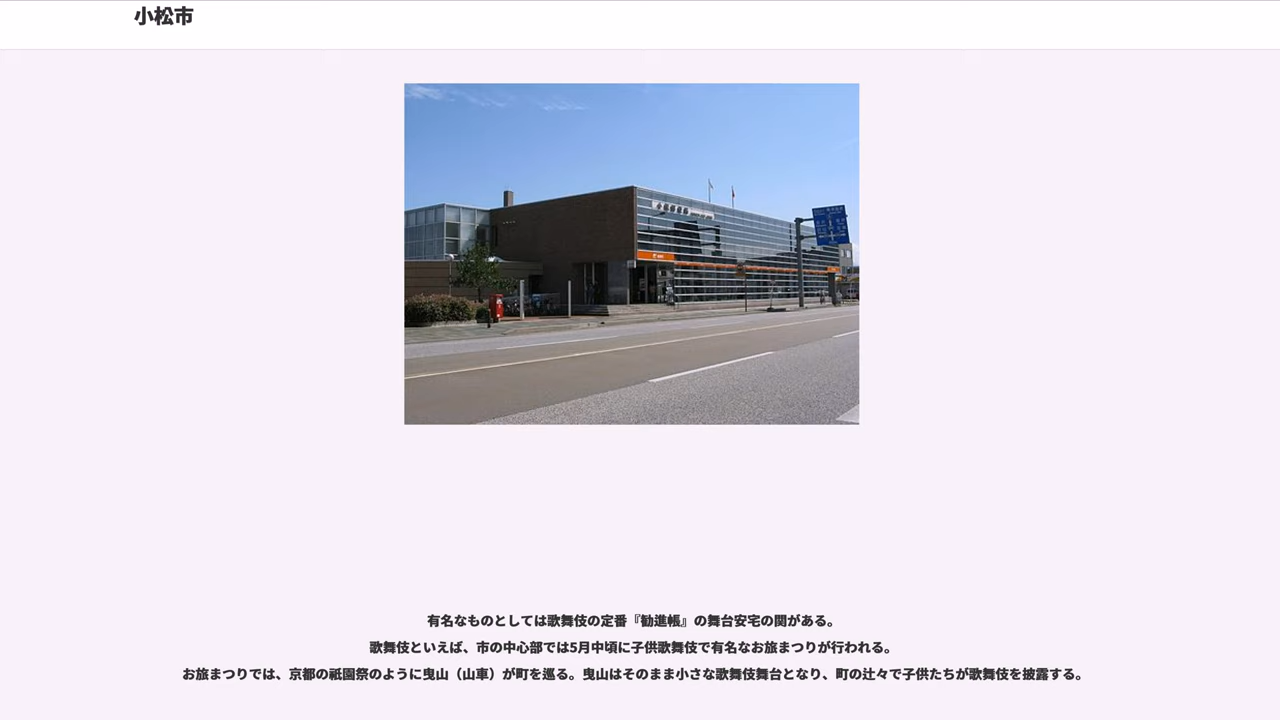 小松市
小松郵便局
有名なものとしては歌舞伎の定番『勧進帳』の舞台安宅の関がある。
歌舞伎といえば、市の中心部では5月中頃に子供歌舞伎で有名なお旅まつりが行われる。
お旅まつりでは、京都の祇園祭のように曳山（山車）が町を巡る。曳山はそのまま小さな歌舞伎舞台となり、町の辻々で子供たちが歌舞伎を披露する。